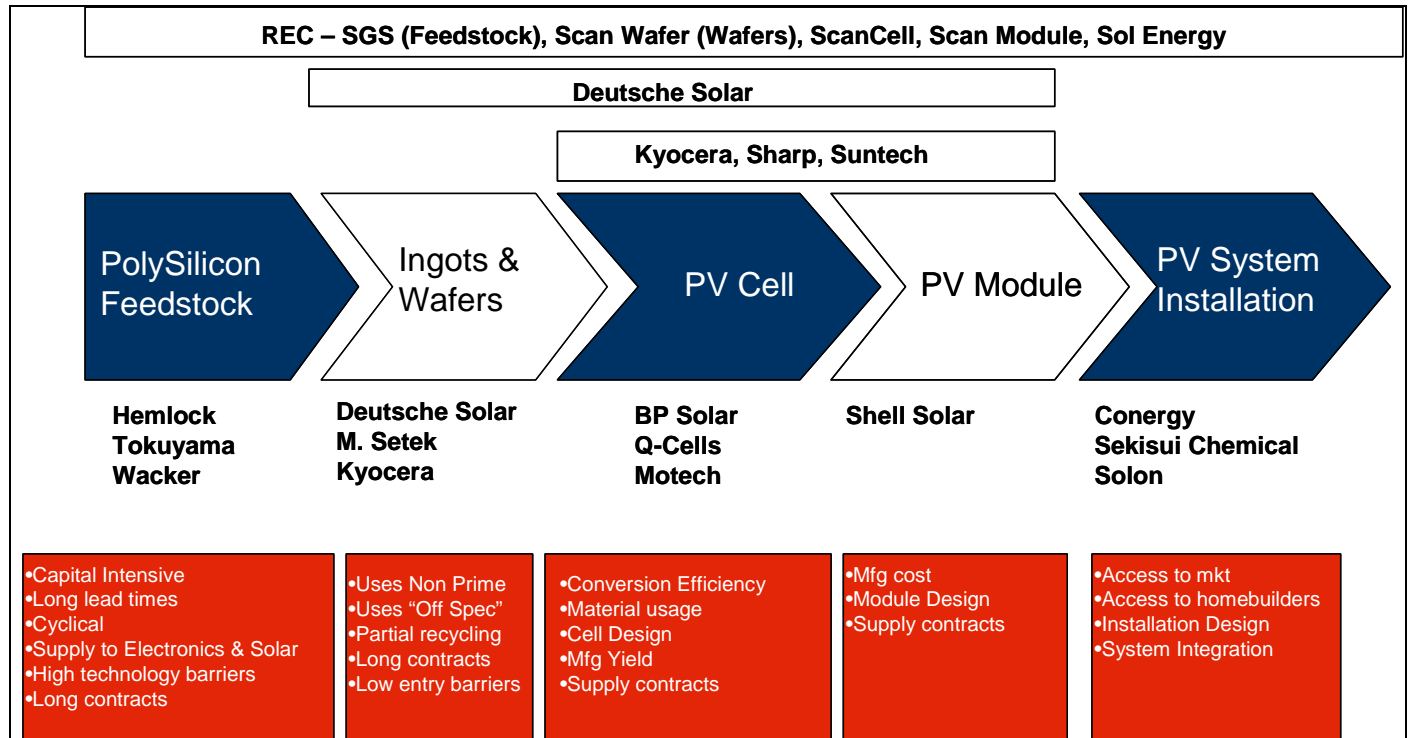 REC – SGS (Feedstock), Scan Wafer (Wafers), ScanCell, Scan Module, Sol Energy
Deutsche Solar
Kyocera, Sharp, Suntech
PolySilicon
Feedstock
Ingots &
Wafers
PV Cell
PV Module
PV System
Installation
Hemlock
Tokuyama
Wacker
Deutsche Solar
M. Setek
Kyocera
BP Solar
Q-Cells
Motech
Shell Solar
Conergy
Sekisui Chemical
Solon
•Capital Intensive
•Long lead times
•Cyclical
•Supply to Electronics & Solar
•High technology barriers
•Long contracts
•Uses Non Prime
•Uses “Off Spec”
•Partial recycling
•Long contracts
•Low entry barriers
•Conversion Efficiency
•Material usage
•Cell Design
•Mfg Yield
•Supply contracts
•Mfg cost
•Module Design
•Supply contracts
•Access to mkt
•Access to homebuilders
•Installation Design
•System Integration